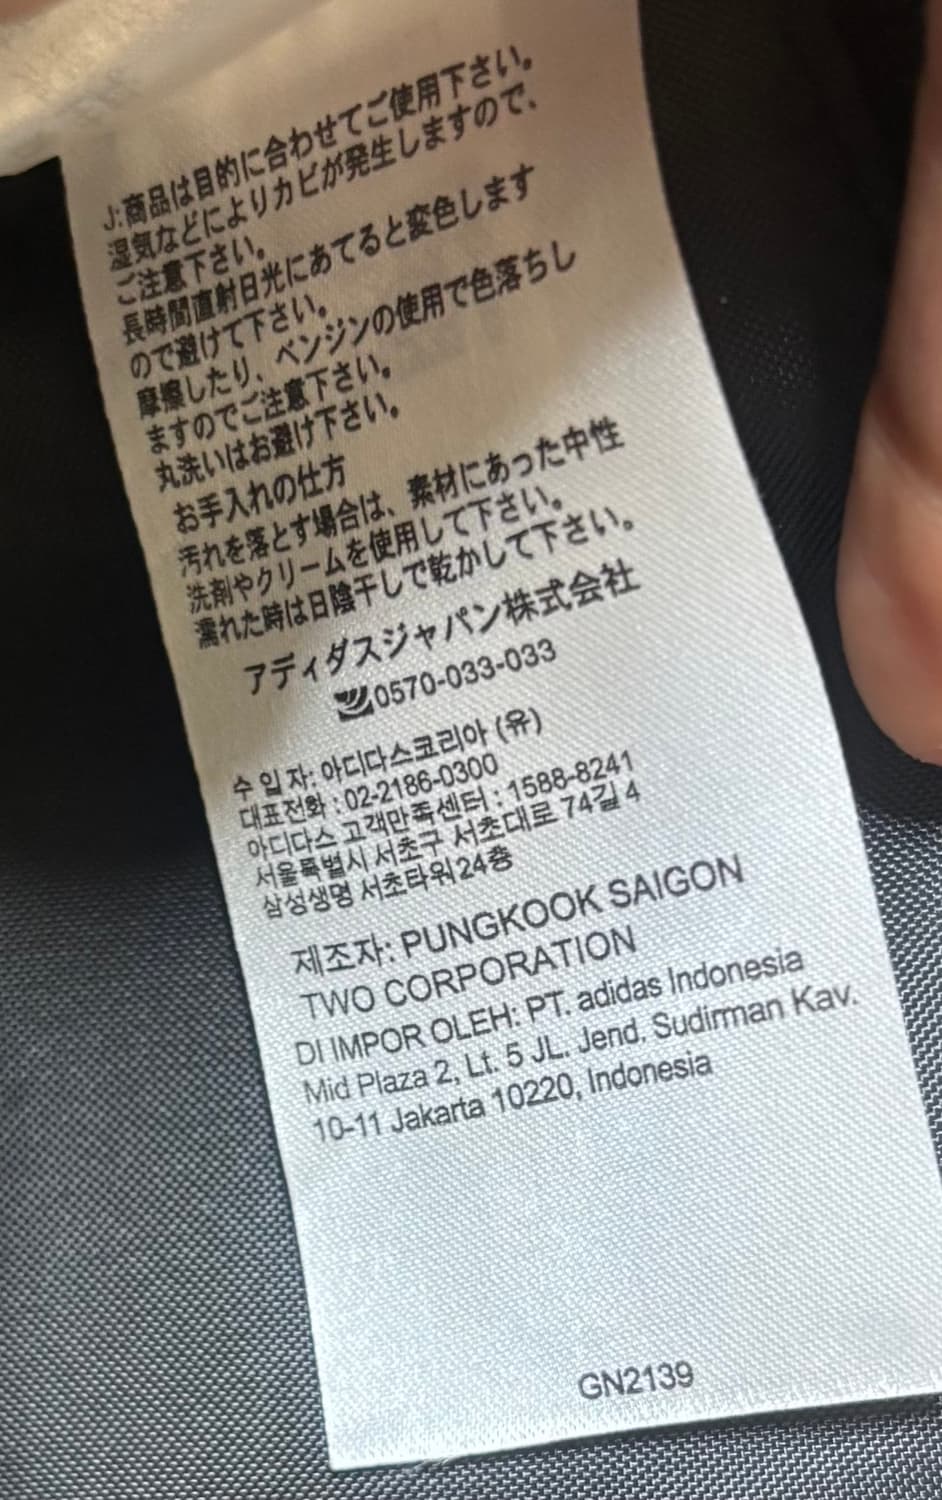 J:商品は目的に合わせてご使用下さい。
湿気などによりカビが発生しますので、
ご注意下さい。
長時間直射日光にあてると変色します
ので避けて下さい。
摩擦したり、ベンジンの使用で色落ちし
ますのでご注意下さい。
丸洗いはお避け下さい。
お手入れの仕方
汚れを落とす場合は、素材にあった中性
洗剤やクリームを使用して下さい。
濡れた時は日陰干しで乾かして下さい。
アディダスジャパン株式会社
0570-033-033
수 입 자: 아디다스코리아 (유)
대표전화 : 02-2186-0300
아디다스 고객만족센터 : 1588-8241
서울특별시 서초구 서초대로 74길 4
삼성생명 서초타워 24층
제조자: PUNGKOOK SAIGON
TWO CORPORATION
DI IMPOR OLEH: PT. adidas Indonesia
Mid Plaza 2, Lt. 5 JL. Jend. Sudirman Kav.
10-11 Jakarta 10220, Indonesia
GN2139